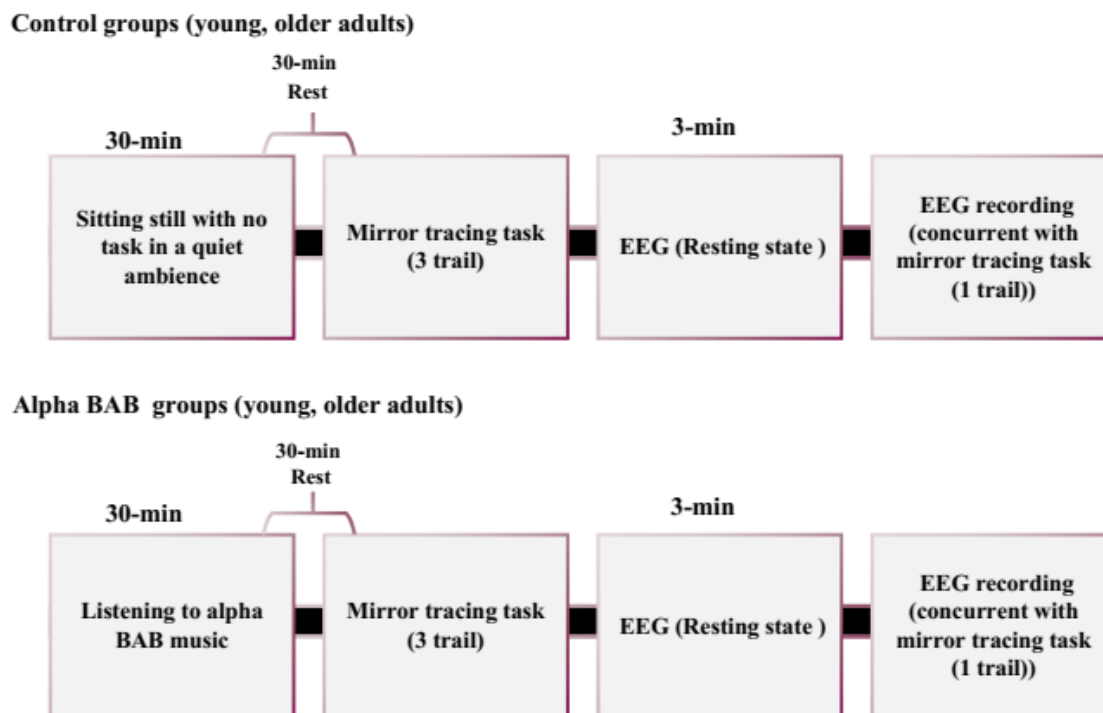 Control groups (young, older adults)
30-min
Rest
30-min
3-min
Sitting still with no
task in a quiet
ambience
Mirror tracing task
(3 trail)
EEG (Resting state )
EEG recording
(concurrent with
mirror tracing task
(1 trail))
Alpha BAB  groups (young, older adults)
30-min
Rest
30-min
3-min
Listening to alpha
BAB music
Mirror tracing task
(3 trail)
EEG (Resting state )
EEG recording
(concurrent with
mirror tracing task
(1 trail))